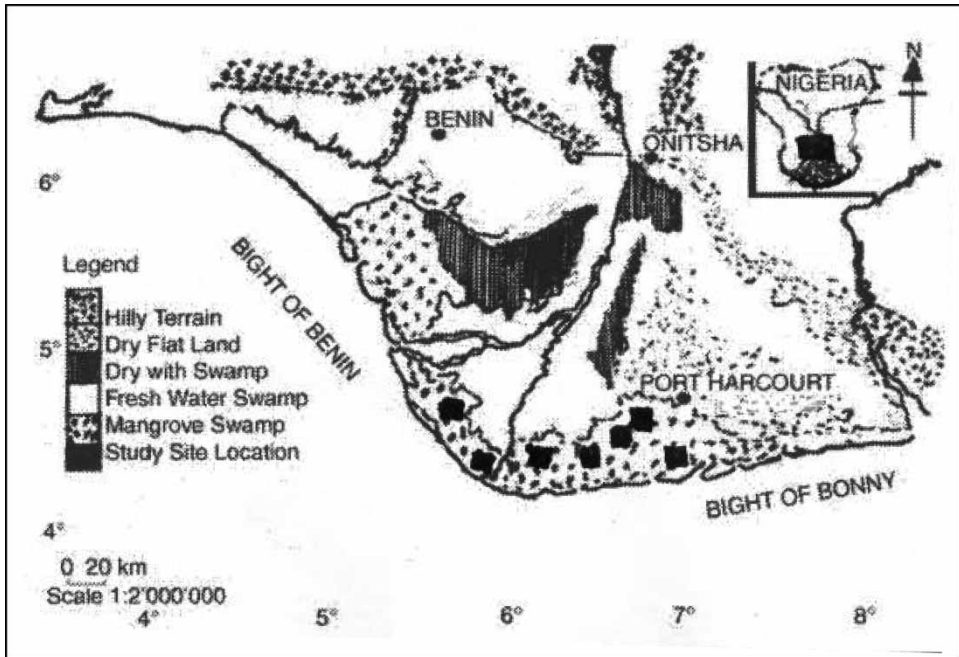 N
NIGERIA
BENIN
ONITSHA
6°
BIGHT OF BENIN
Legend
Hilly Terrain
Dry Flat Land
Dry with Swamp
Fresh Water Swamp
Mangrove Swamp
Study Site Location
5°
PORT HARCOURT
BIGHT OF BONNY
4°
0 20 km
Scale 1:2'000'000
4°
5°
6°
7°
8°